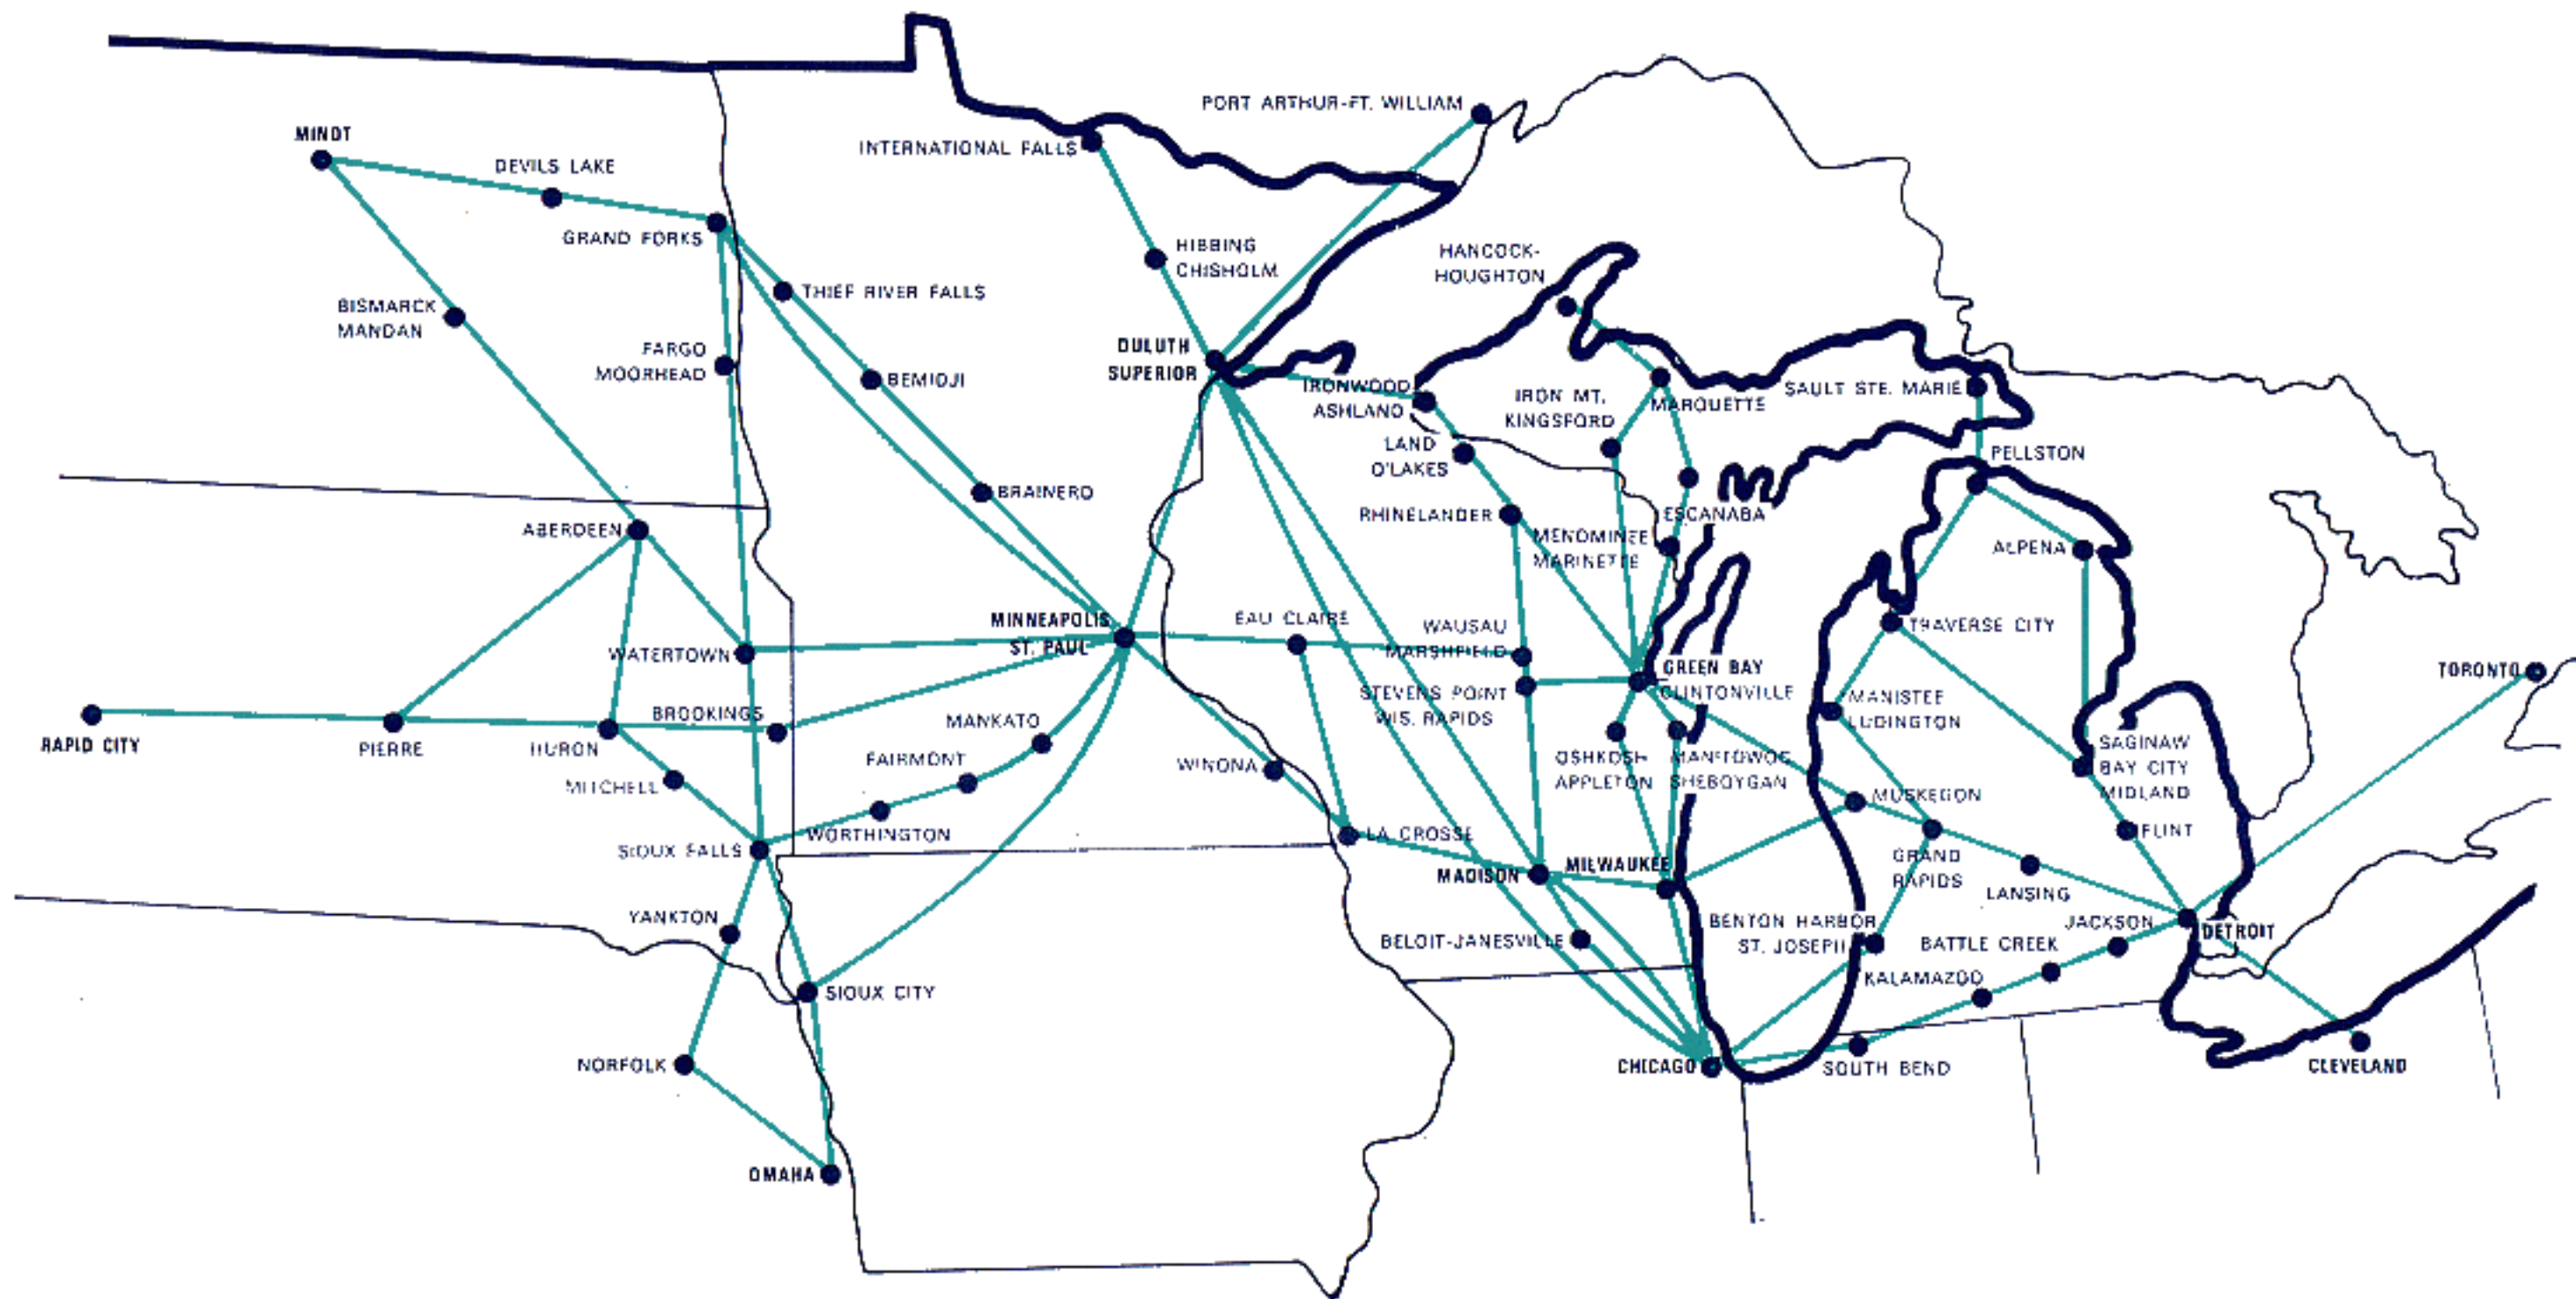 PORT ARTHUR-FT. WILLIAM
MINOT
INTERNATIONAL FALLS
DEVILS LAKE
GRAND FORKS
HIBBING
CHISHOLM
HANCOCK-
HOUGHTON
THIEF RIVER FALLS
BISMARCK
MANDAN
FARGO
MOORHEAD
DULUTH
SUPERIOR
BEMIDJI
IRONWOOD
ASHLAND
IRON MT.
KINGSFORD
MARQUETTE
SAULT STE. MARIE
LAND
O'LAKES
PELLSTON
BRAINERD
ABERDEEN
RHINELANDER
ESCANABA
MENOMINEE
MARINETTE
ALPENA
MINNEAPOLIS
ST. PAUL
EAU CLAIRE
WAUSAU
MARSHFIELD
TRAVERSE CITY
WATERTOWN
GREEN BAY
CLINTONVILLE
TORONTO
STEVENS POINT
WIS. RAPIDS
MANISTEE
LUDINGTON
BROOKINGS
MANKATO
RAPID CITY
PIERRE
HURON
FAIRMONT
WINONA
OSHKOSH-
APPLETON
MANITOWOC
SHEBOYGAN
SAGINAW
BAY CITY
MIDLAND
MITCHELL
MUSKEGON
WORTHINGTON
LA CROSSE
FLINT
SIOUX FALLS
MADISON
MILWAUKEE
GRAND
RAPIDS
LANSING
YANKTON
BENTON HARBOR
ST. JOSEPH
JACKSON
DETROIT
BELOIT-JANESVILLE
BATTLE CREEK
KALAMAZOO
SIOUX CITY
NORFOLK
CHICAGO
SOUTH BEND
CLEVELAND
OMAHA